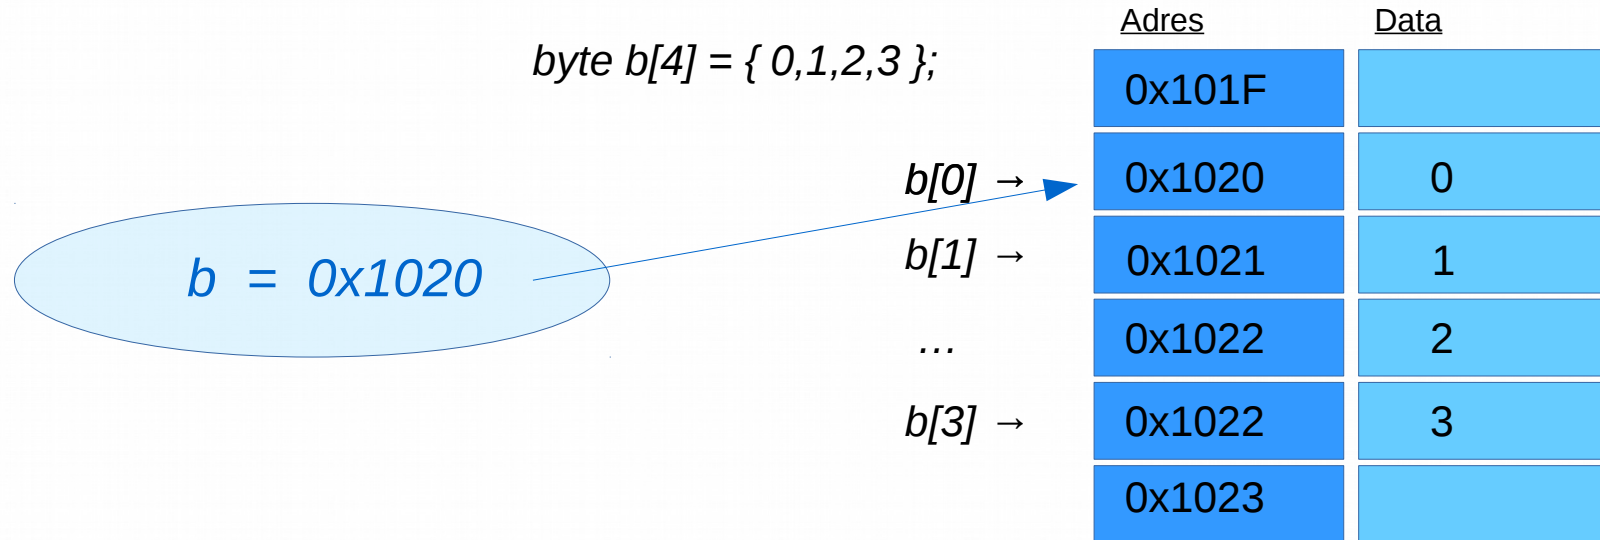 Adres Data
byte b[4] = { 0,1,2,3 };
0x101F
b[0] → 0x1020 0
b[1] → 0x1021 1
b = 0x1020
... 0x1022 2
b[3] → 0x1022 3
0x1023